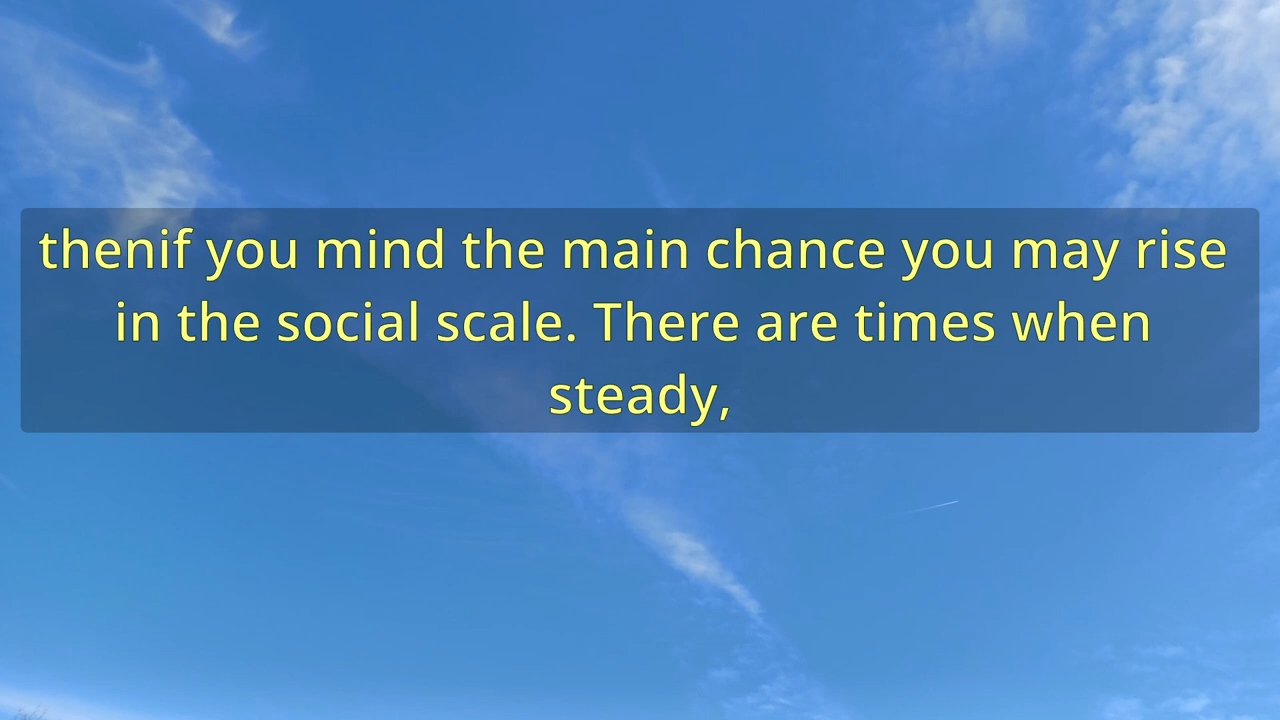 thenif you mind the main chance you may rise
in the social scale. There are times when
steady,